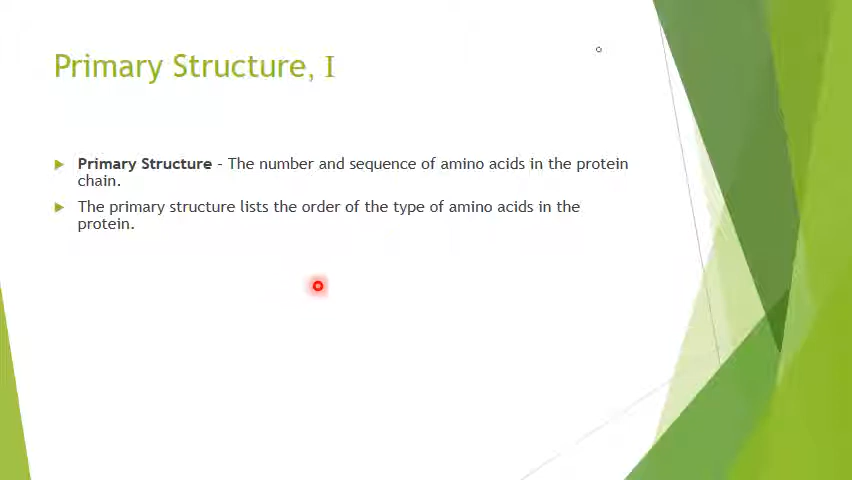 Primary Structure, I
Primary Structure – The number and sequence of amino acids in the protein
chain.
The primary structure lists the order of the type of amino acids in the
protein.